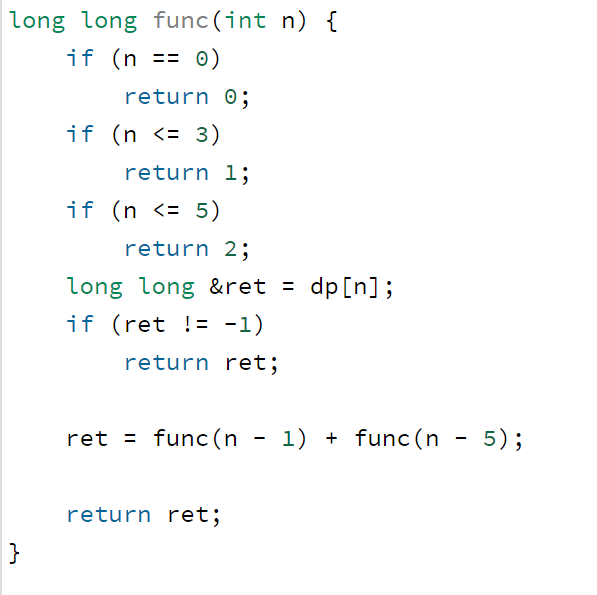 long long func(int n) {
    if (n == 0)
        return 0;
    if (n <= 3)
        return 1;
    if (n <= 5)
        return 2;
    long long &ret = dp[n];
    if (ret != -1)
        return ret;

    ret = func(n - 1) + func(n - 5);

    return ret;
}